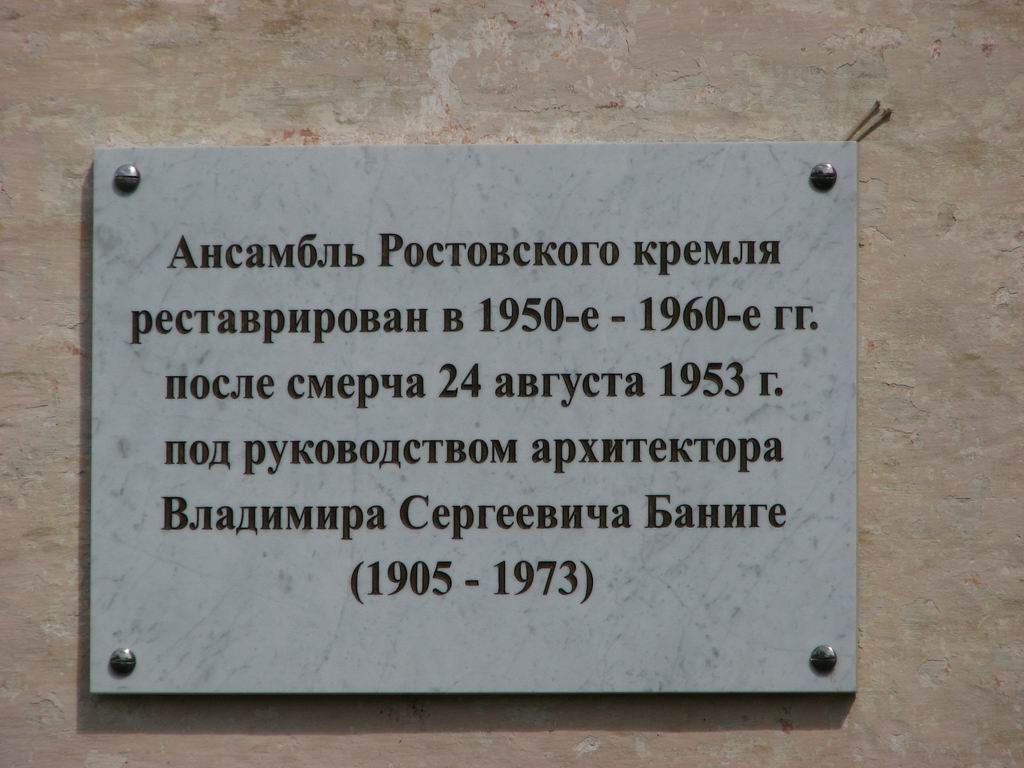 Ансамбль Ростовского кремля
реставрирован в 1950-е - 1960-е гг.
после смерча 24 августа 1953 г.
под руководством архитектора
Владимира Сергеевича Баниге
(1905 - 1973)